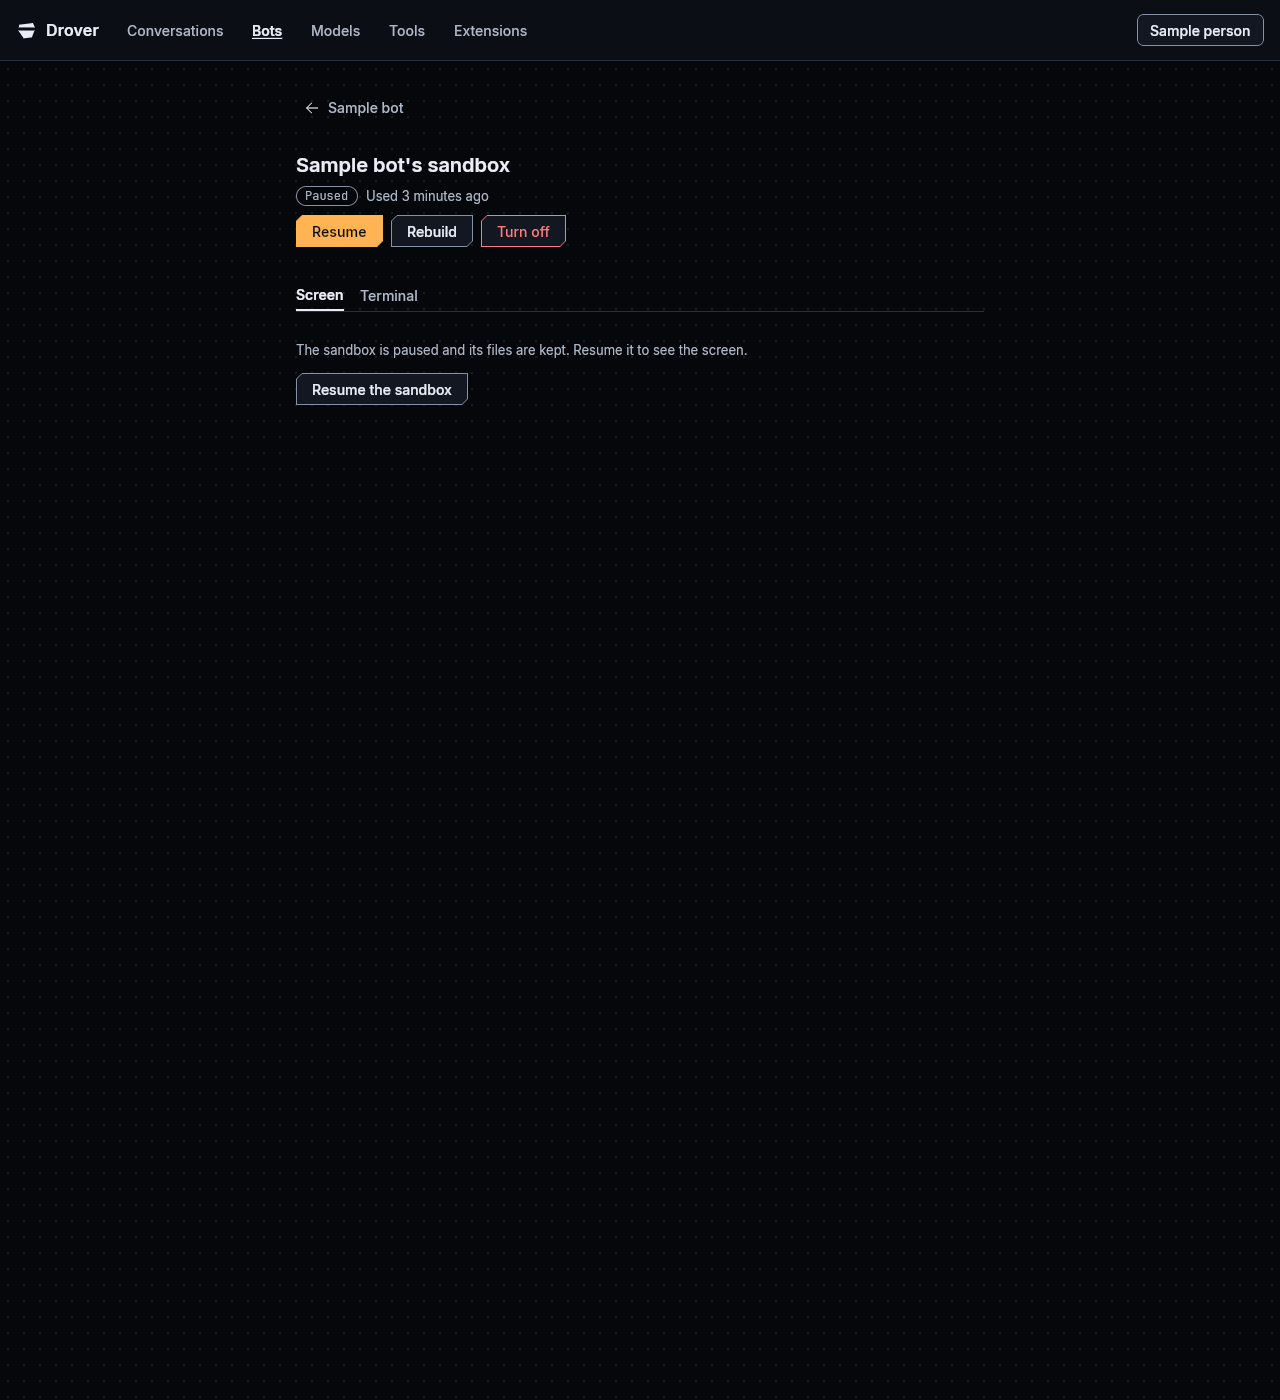 Drover Conversations Bots Models Tools Extensions Sample person
Sample bot
Sample bot's sandbox
Paused Used 3 minutes ago
Resume Rebuild Turn off
Screen Terminal
The sandbox is paused and its files are kept. Resume it to see the screen.
Resume the sandbox